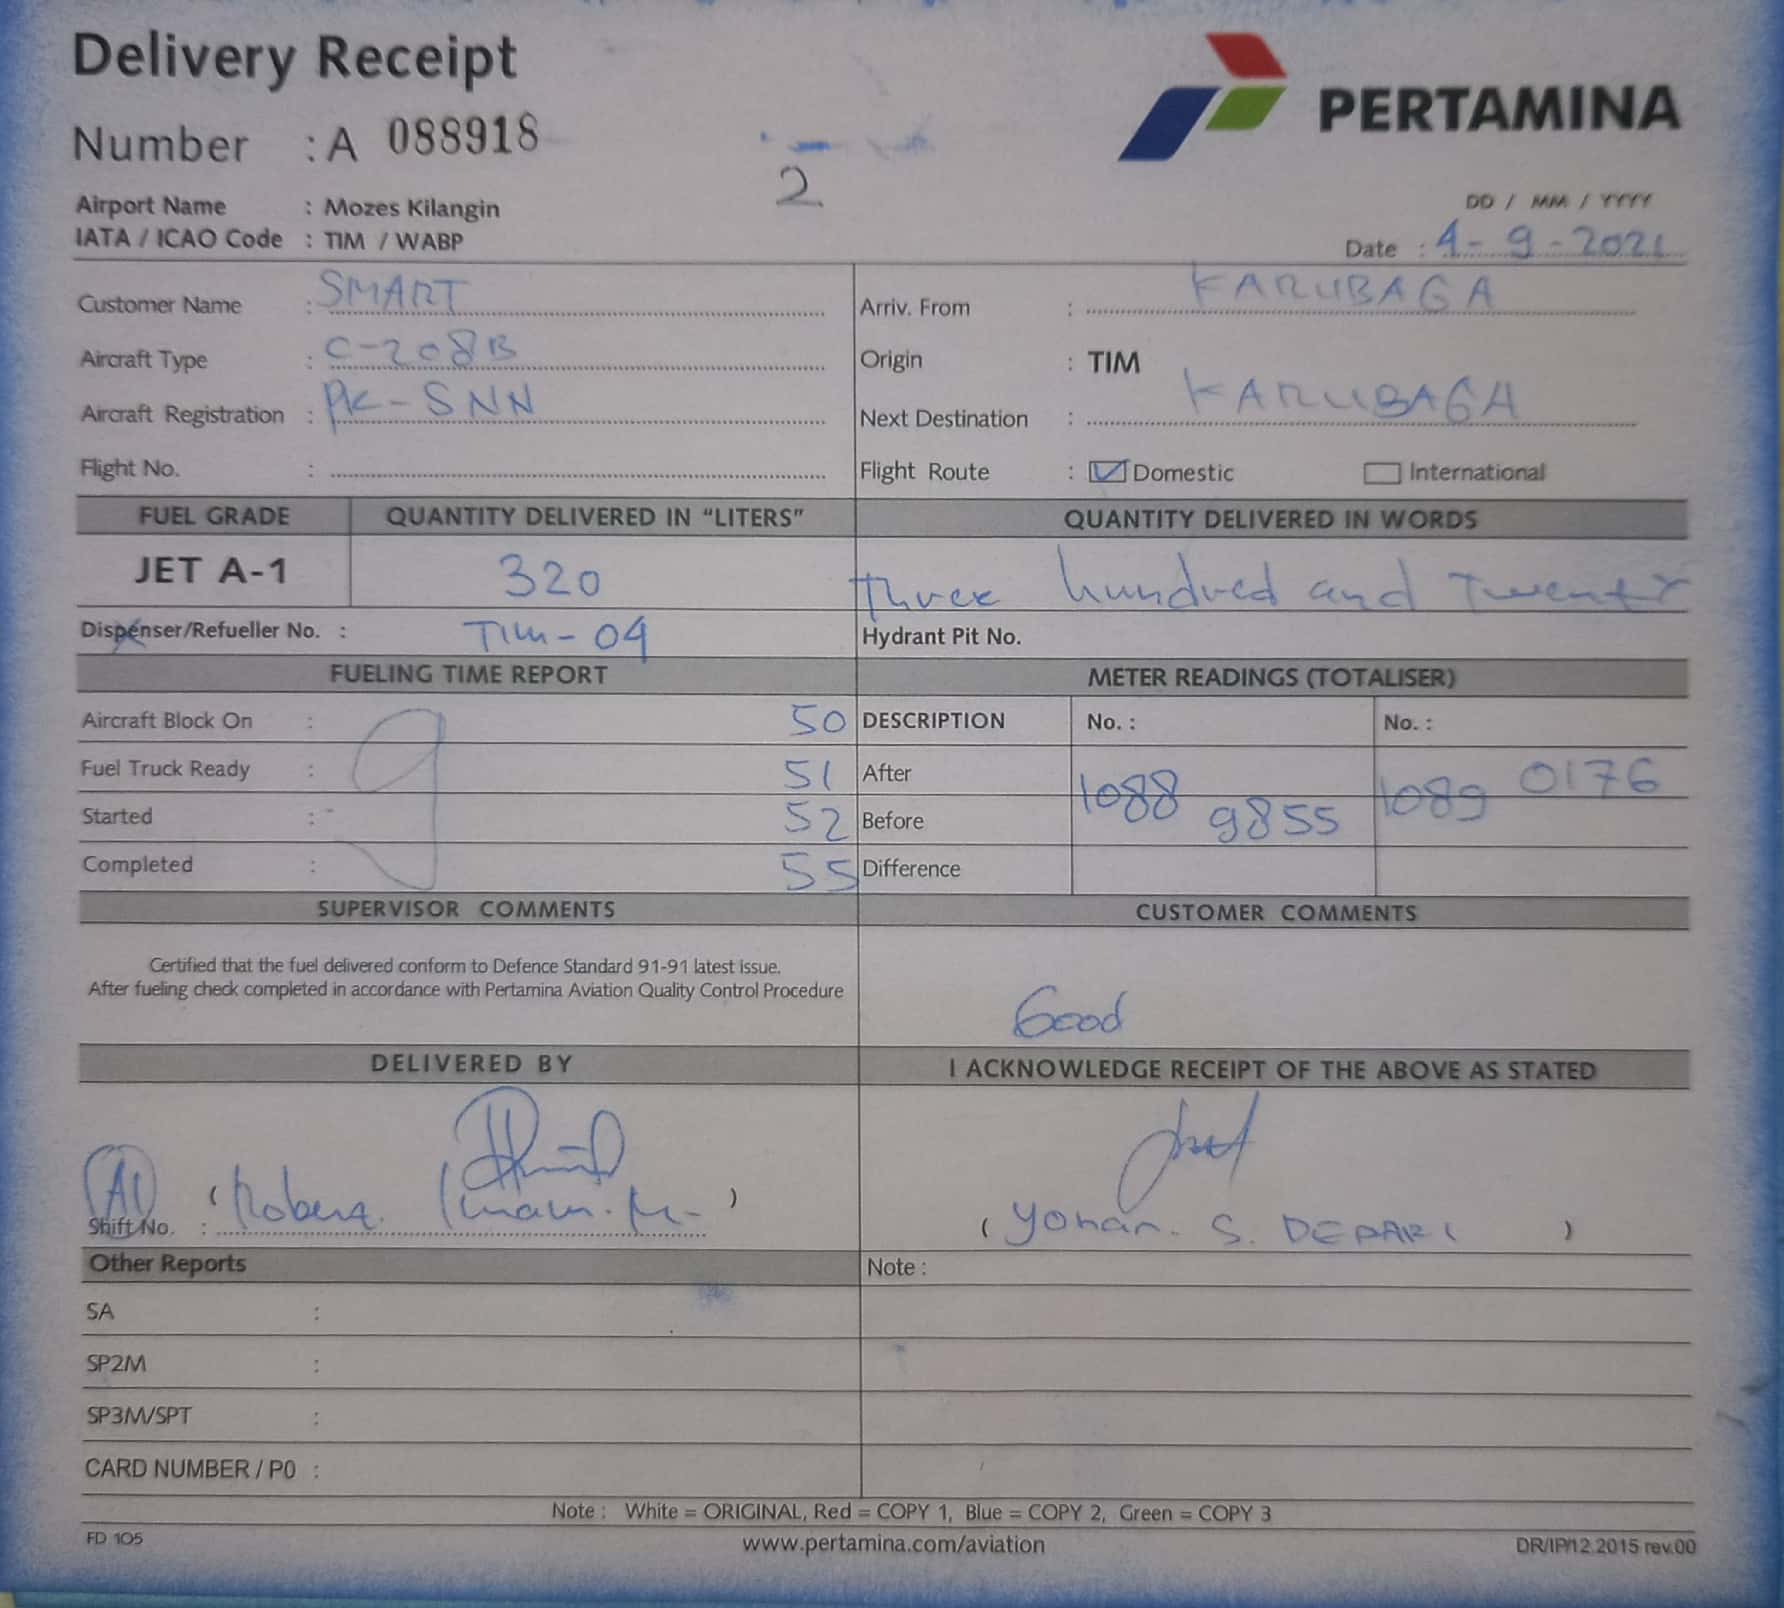 Delivery Receipt
PERTAMINA
Number : A 088918
2
Airport Name : Mozes Kilangin
IATA / ICAO Code : TIM / WABP
DD / MM / YYYY
Date : 4-9-2021
Customer Name : SMART
Arriv. From : KARUBAGA
Aircraft Type : C-208B
Origin : TIM
Aircraft Registration : PK-SNN
Next Destination : KARUBAGA
Flight No. :
Flight Route : Domestic International
FUEL GRADE QUANTITY DELIVERED IN "LITERS" QUANTITY DELIVERED IN WORDS
JET A-1 320 Three hundred and Twenty
Dispenser/Refueller No. : TIM-04 Hydrant Pit No.
FUELING TIME REPORT METER READINGS (TOTALISER)
Aircraft Block On : 50 DESCRIPTION No. : No. :
Fuel Truck Ready : 9 51 After 1088 9855 1089 0176
Started : 52 Before
Completed : 55 Difference
SUPERVISOR COMMENTS CUSTOMER COMMENTS
Certified that the fuel delivered conform to Defence Standard 91-91 latest issue.
After fueling check completed in accordance with Pertamina Aviation Quality Control Procedure
Good
DELIVERED BY I ACKNOWLEDGE RECEIPT OF THE ABOVE AS STATED
Shift No. : ( )
( Yohan. S. DEPARI )
Other Reports Note :
SA :
SP2M :
SP3M/SPT :
CARD NUMBER / P0 :
Note : White = ORIGINAL, Red = COPY 1, Blue = COPY 2, Green = COPY 3
FD 105 www.pertamina.com/aviation DR/IP/12.2015 rev.00